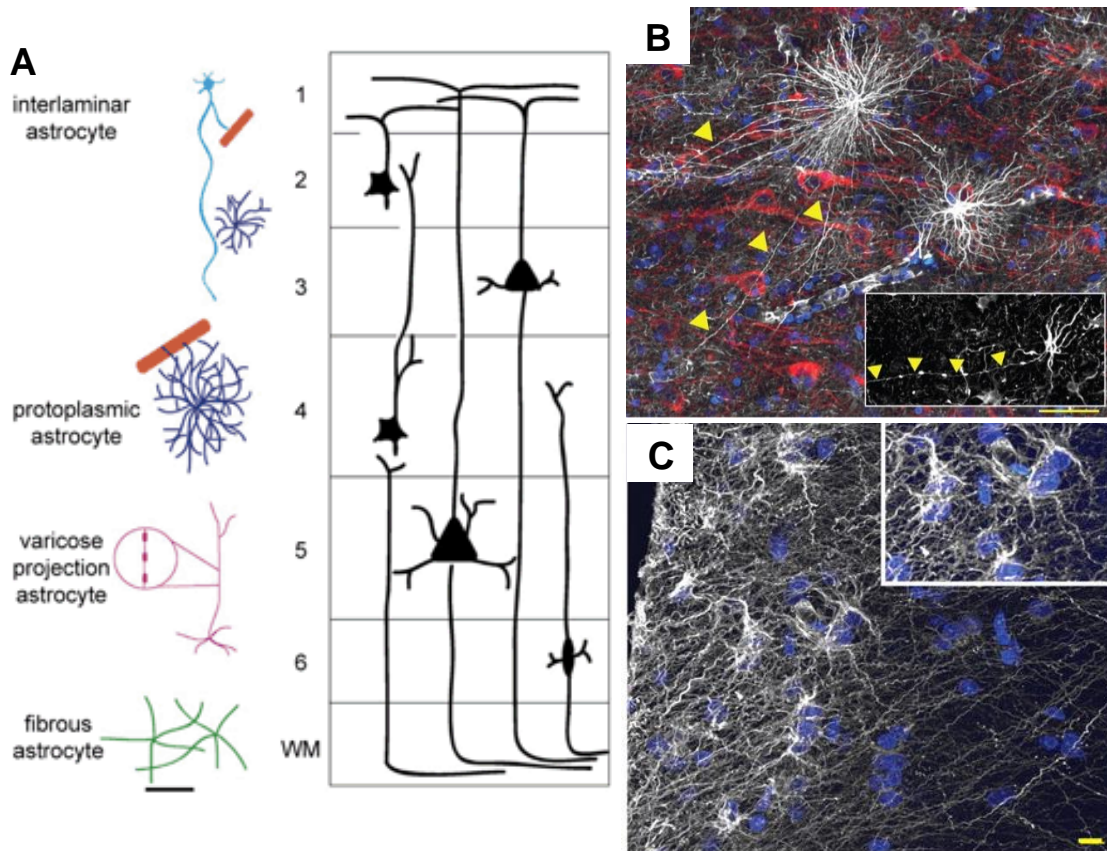 A
interlaminar
astrocyte
protoplasmic
astrocyte
varicose
projection
astrocyte
fibrous
astrocyte
1
2
3
4
5
6
WM
B
C